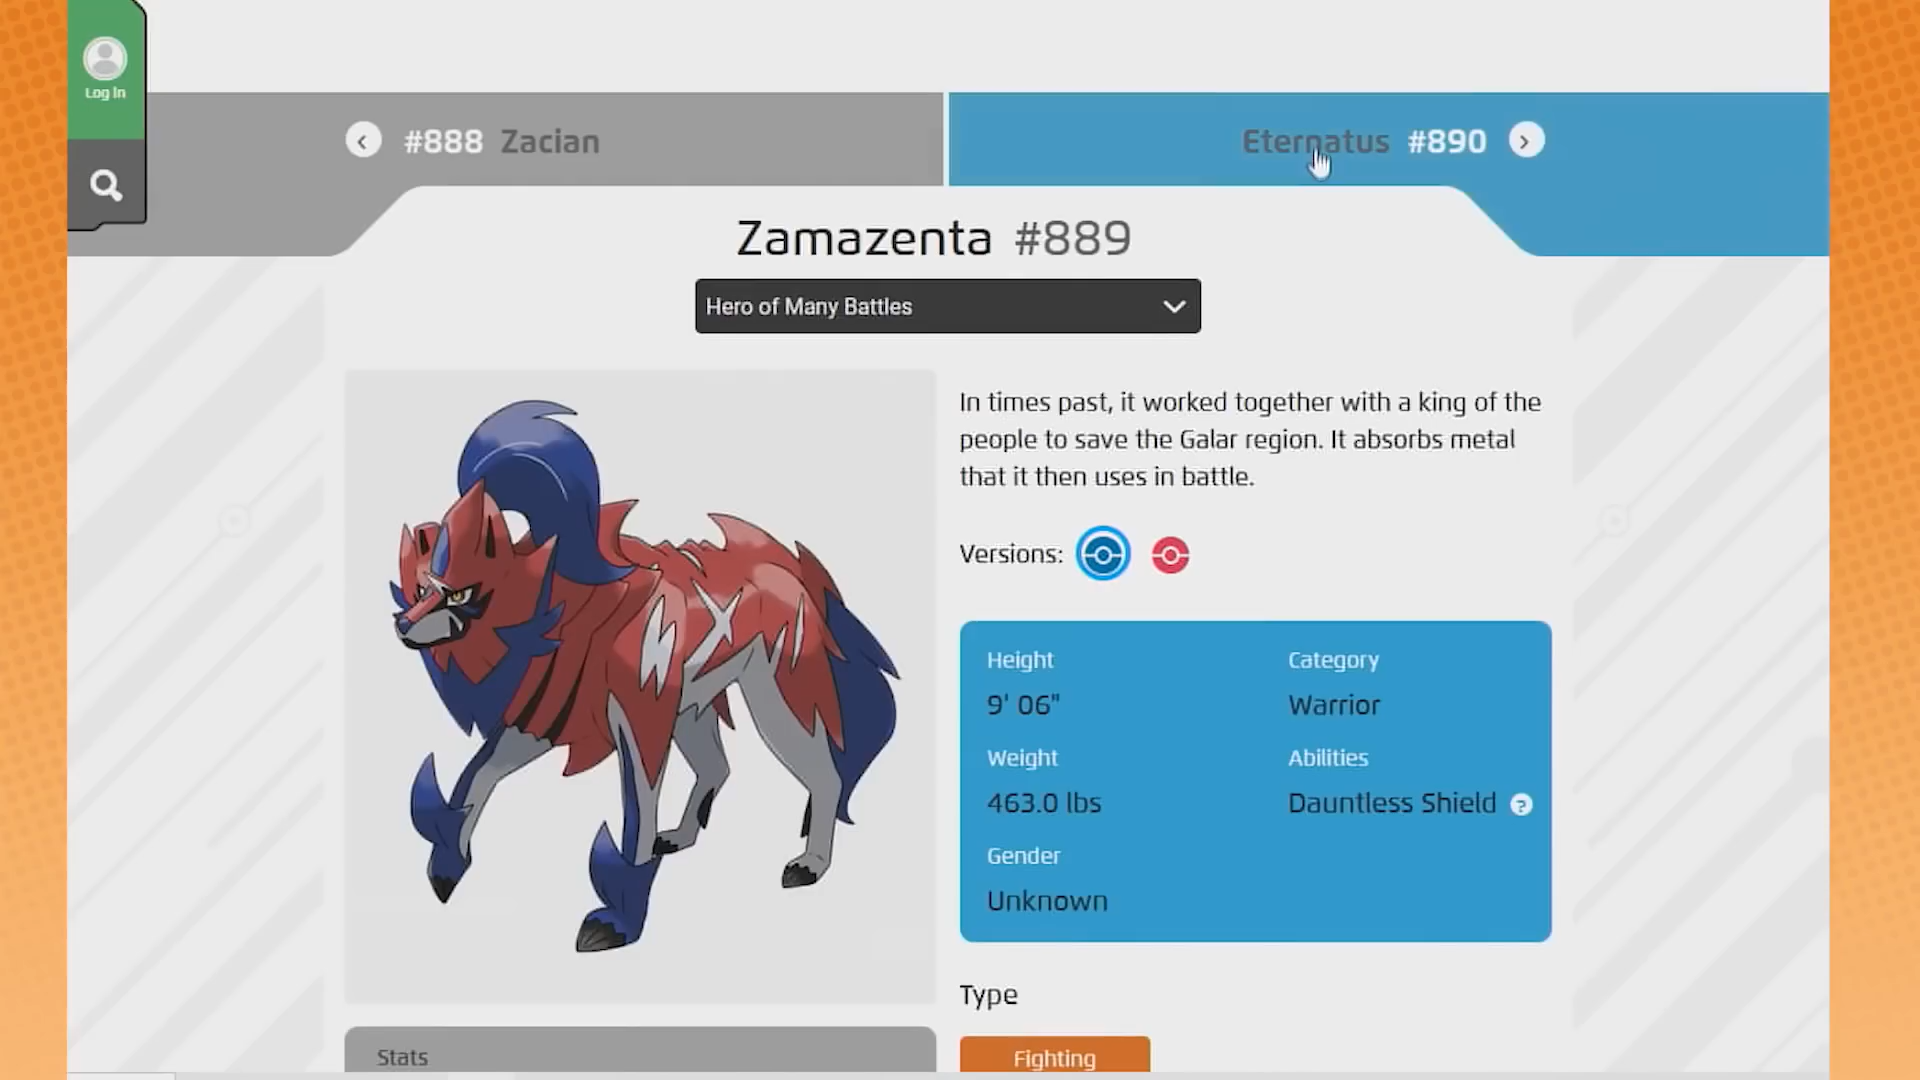 Log In
#888 Zacian
Eternatus #890
Zamazenta #889
Hero of Many Battles
In times past, it worked together with a king of the
people to save the Galar region. It absorbs metal
that it then uses in battle.
Versions:
Height
9' 06"
Category
Warrior
Weight
463.0 lbs
Abilities
Dauntless Shield ?
Gender
Unknown
Type
Fighting
Stats